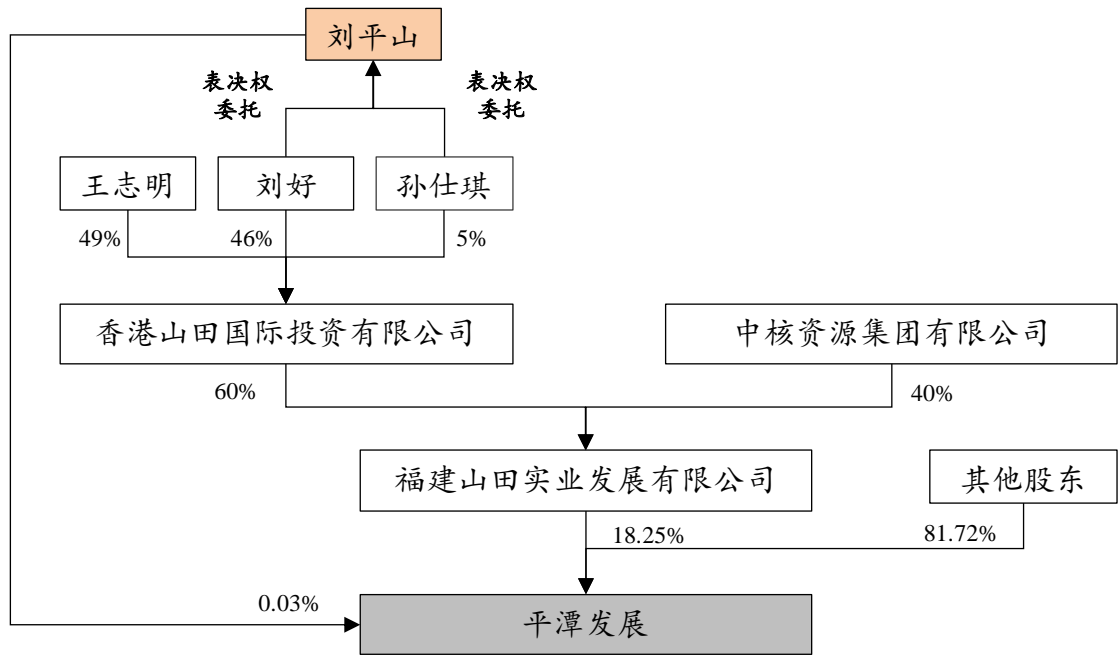 刘平山
表决权
委托
表决权
委托
王志明
刘好
孙仕琪
49%
46%
5%
香港山田国际投资有限公司
中核资源集团有限公司
60%
40%
福建山田实业发展有限公司
其他股东
18.25%
81.72%
0.03%
平潭发展